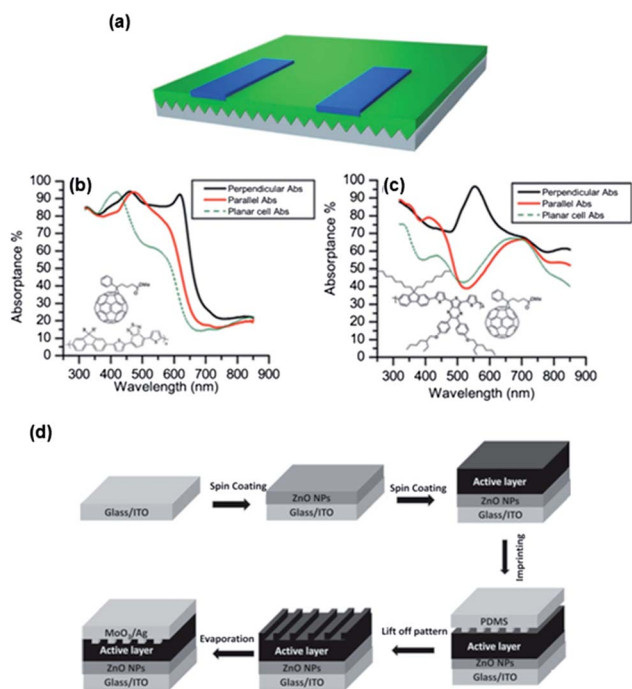 (a)
(b)
Perpendicular Abs
Parallel Abs
Planar cell Abs
Absorptance %
100
90
80
70
60
50
40
30
20
10
0
300 400 500 600 700 800 900
Wavelength (nm)
(c)
Perpendicular Abs
Parallel Abs
Planar cell Abs
Absorptance %
100
90
80
70
60
50
40
30
20
10
0
300 400 500 600 700 800 900
Wavelength (nm)
(d)
Glass/ITO
Spin Coating
ZnO NPs
Glass/ITO
Spin Coating
Active layer
ZnO NPs
Glass/ITO
Imprinting
PDMS
Active layer
ZnO NPs
Glass/ITO
Lift off pattern
Active layer
ZnO NPs
Glass/ITO
Evaporation
MoO3/Ag
Active layer
ZnO NPs
Glass/ITO